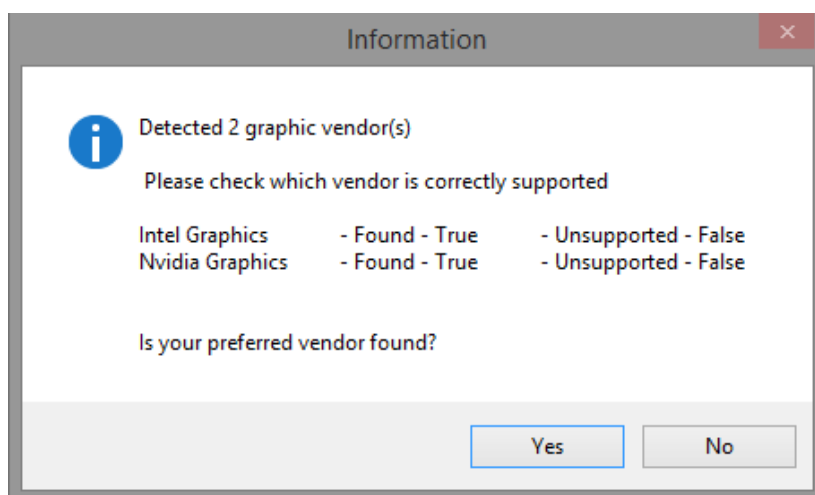 Information
Detected 2 graphic vendor(s)
Please check which vendor is correctly supported
Intel Graphics - Found - True - Unsupported - False
Nvidia Graphics - Found - True - Unsupported - False
Is your preferred vendor found?
Yes No